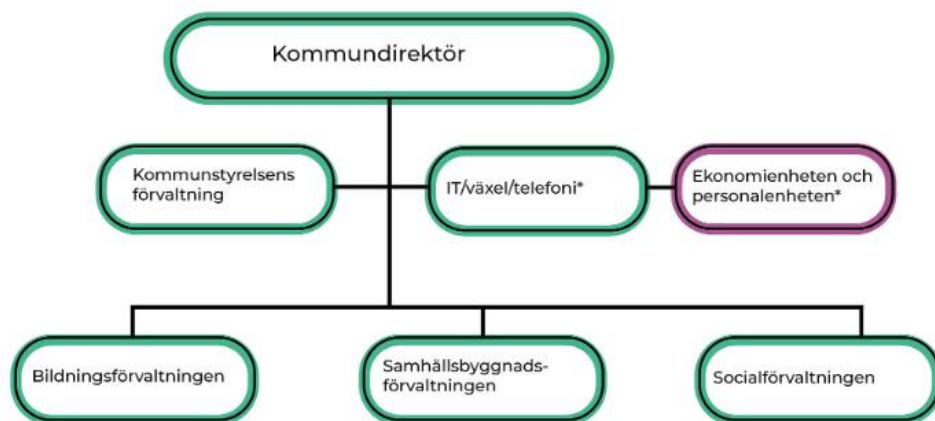 Kommundirektör
Kommunstyrelsens
förvaltning
IT/växel/telefoni*
Ekonomienheten och
personalenheten*
Bildningsförvaltningen
Samhällsbyggnads-
förvaltningen
Socialförvaltningen